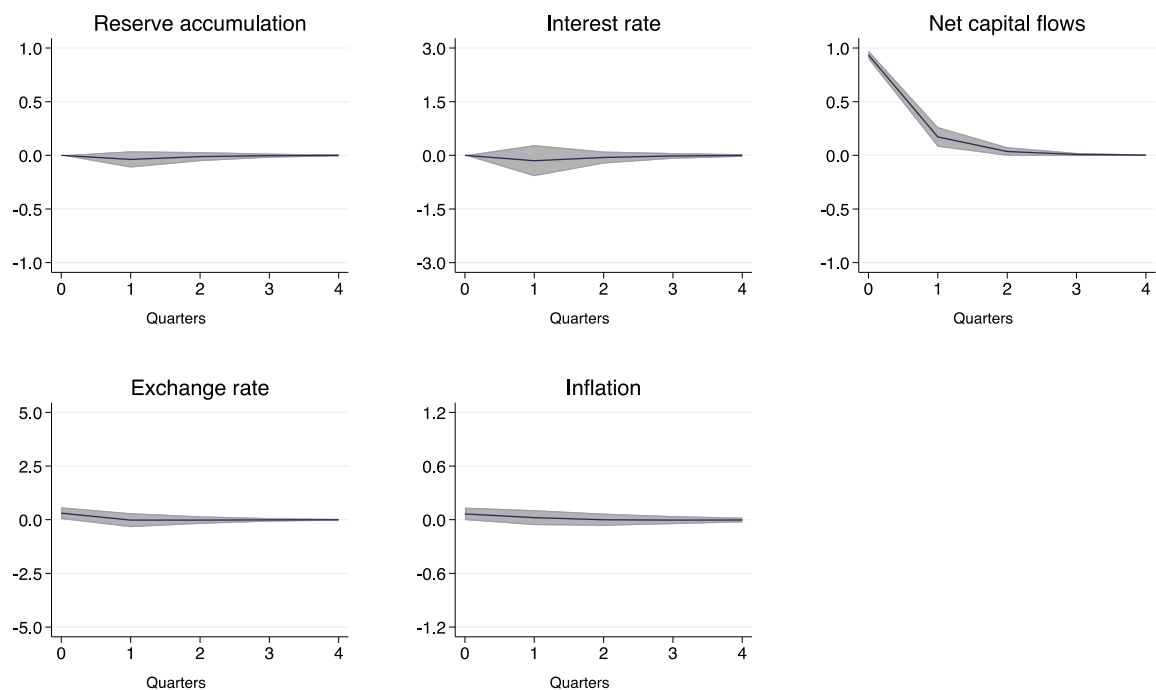 Reserve accumulation
1.0
0.5
0.0
-0.5
-1.0
0 1 2 3 4
Quarters
Interest rate
3.0
1.5
0.0
-1.5
-3.0
0 1 2 3 4
Quarters
Net capital flows
1.0
0.5
0.0
-0.5
-1.0
0 1 2 3 4
Quarters
Exchange rate
5.0
2.5
0.0
-2.5
-5.0
0 1 2 3 4
Quarters
Inflation
1.2
0.6
0.0
-0.6
-1.2
0 1 2 3 4
Quarters